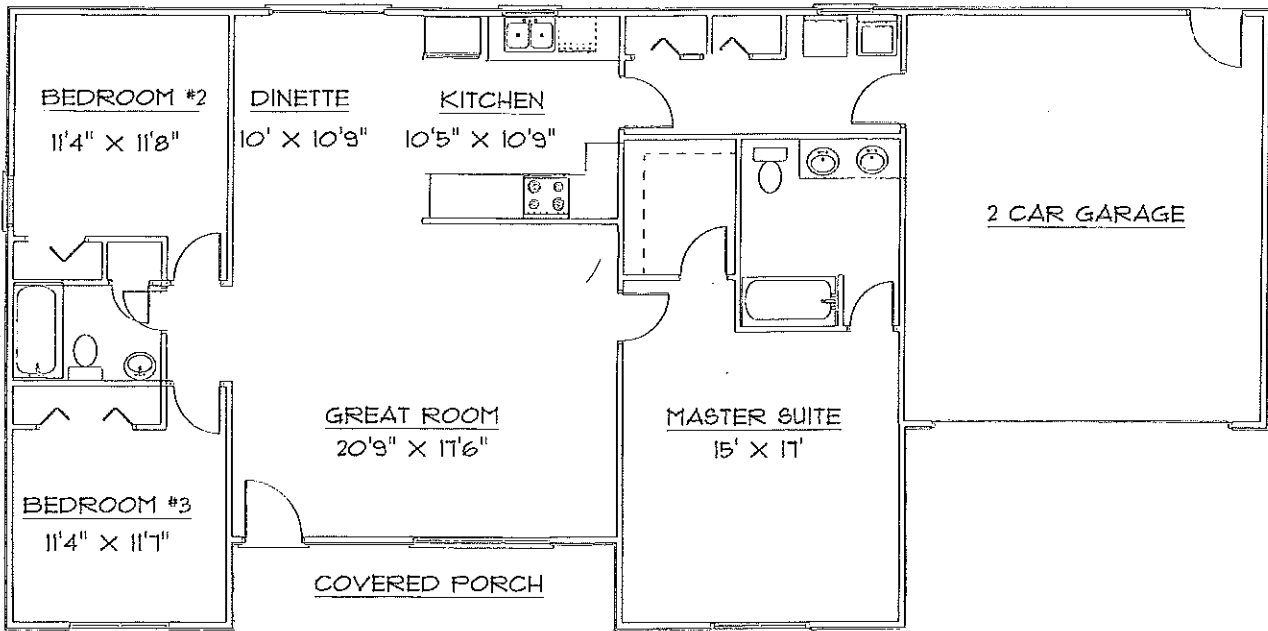 BEDROOM #2
11'4" X 11'8"
DINETTE
10' X 10'9"
KITCHEN
10'5" X 10'9"
2 CAR GARAGE
GREAT ROOM
20'9" X 17'6"
MASTER SUITE
15' X 17'
BEDROOM #3
11'4" X 11'7"
COVERED PORCH